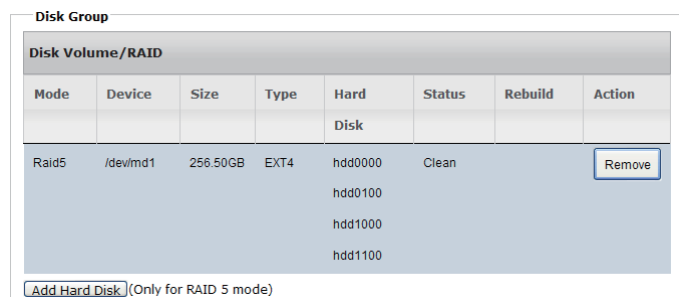 Disk Group
Disk Volume/RAID
Mode Device Size Type Hard Disk Status Rebuild Action
Raid5 /dev/md1 256.50GB EXT4 hdd0000 Clean Remove
hdd0100
hdd1000
hdd1100
Add Hard Disk (Only for RAID 5 mode)